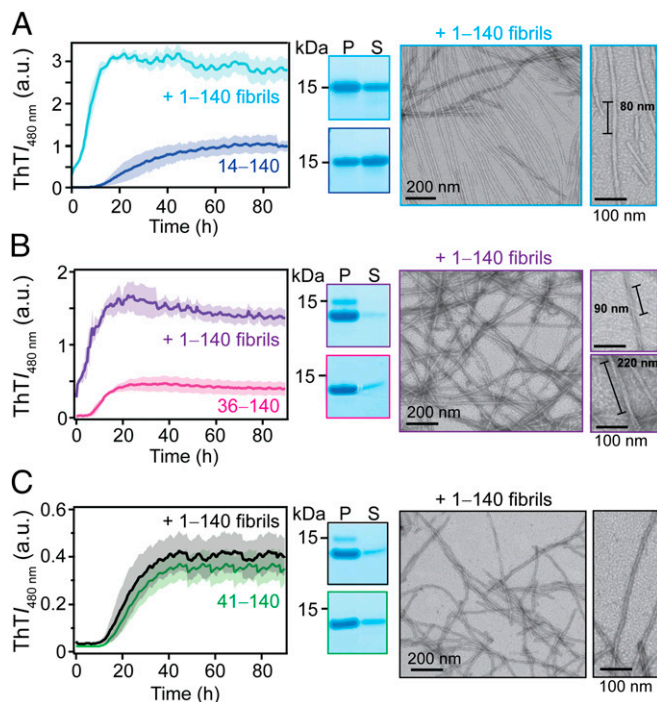 A
ThT I480 nm (a.u.)
3
2
1
0
+ 1–140 fibrils
14–140
0 20 40 60 80
Time (h)
kDa P S
15
15
+ 1–140 fibrils
200 nm
80 nm
100 nm
B
ThT I480 nm (a.u.)
2
1.5
1
0.5
0
+ 1–140 fibrils
36–140
0 20 40 60 80
Time (h)
kDa P S
15
15
+ 1–140 fibrils
200 nm
90 nm
220 nm
100 nm
C
ThT I480 nm (a.u.)
0.6
0.4
0.2
0
+ 1–140 fibrils
41–140
0 20 40 60 80
Time (h)
kDa P S
15
15
+ 1–140 fibrils
200 nm
100 nm